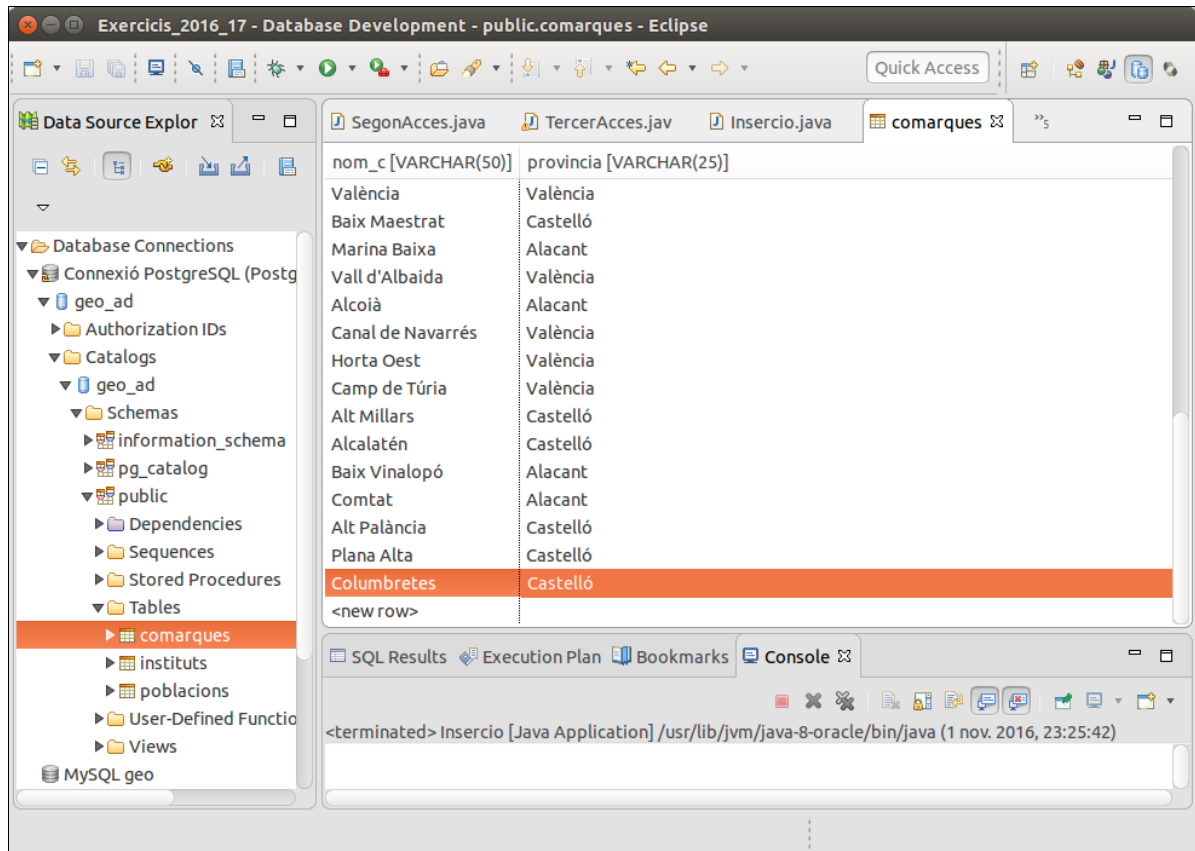 Exercicis_2016_17 - Database Development - public.comarques - Eclipse
Quick Access
Data Source Explor
Database Connections
Connexió PostgreSQL (Postg
geo_ad
Authorization IDs
Catalogs
geo_ad
Schemas
information_schema
pg_catalog
public
Dependencies
Sequences
Stored Procedures
Tables
comarques
instituts
poblacions
User-Defined Functio
Views
MySQL geo
SegonAcces.java TercerAcces.jav Insercio.java comarques »5
nom_c [VARCHAR(50)] provincia [VARCHAR(25)]
València València
Baix Maestrat Castelló
Marina Baixa Alacant
Vall d'Albaida València
Alcoià Alacant
Canal de Navarrés València
Horta Oest València
Camp de Túria València
Alt Millars Castelló
Alcalatén Castelló
Baix Vinalopó Alacant
Comtat Alacant
Alt Palància Castelló
Plana Alta Castelló
Columbretes Castelló
<new row>
SQL Results Execution Plan Bookmarks Console
<terminated> Insercio [Java Application] /usr/lib/jvm/java-8-oracle/bin/java (1 nov. 2016, 23:25:42)